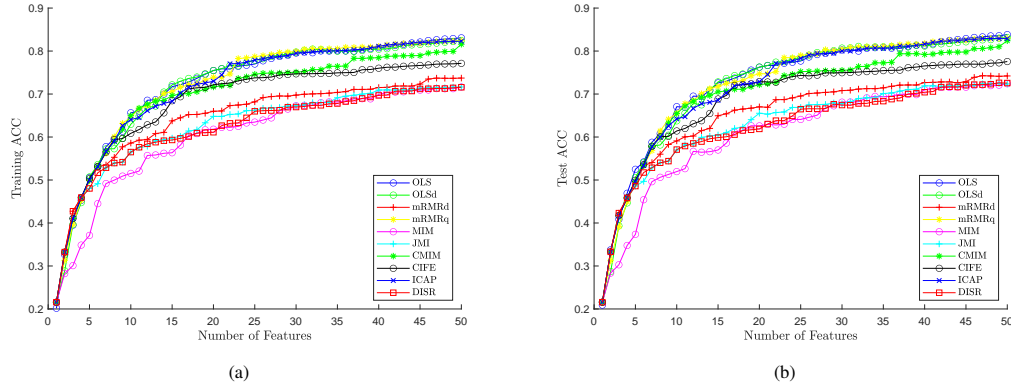 0.9
0.8
0.7
0.6
0.5
0.4
0.3
0.2
Training ACC
0 5 10 15 20 25 30 35 40 45 50
Number of Features
OLS
OLSd
mRMRd
mRMRq
MIM
JMI
CMIM
CIFE
ICAP
DISR
(a)
0.9
0.8
0.7
0.6
0.5
0.4
0.3
0.2
Test ACC
0 5 10 15 20 25 30 35 40 45 50
Number of Features
OLS
OLSd
mRMRd
mRMRq
MIM
JMI
CMIM
CIFE
ICAP
DISR
(b)